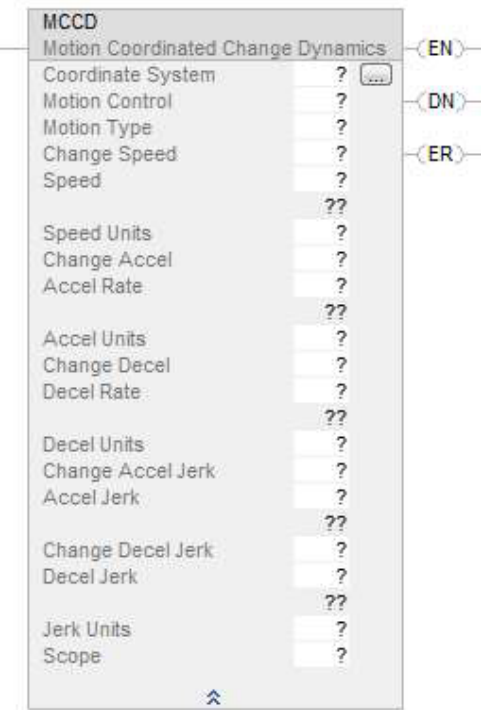 MCCD
Motion Coordinated Change Dynamics (EN)
Coordinate System ? ...
Motion Control ? (DN)
Motion Type ?
Change Speed ? (ER)
Speed ?
??
Speed Units ?
Change Accel ?
Accel Rate ?
??
Accel Units ?
Change Decel ?
Decel Rate ?
??
Decel Units ?
Change Accel Jerk ?
Accel Jerk ?
??
Change Decel Jerk ?
Decel Jerk ?
??
Jerk Units ?
Scope ?